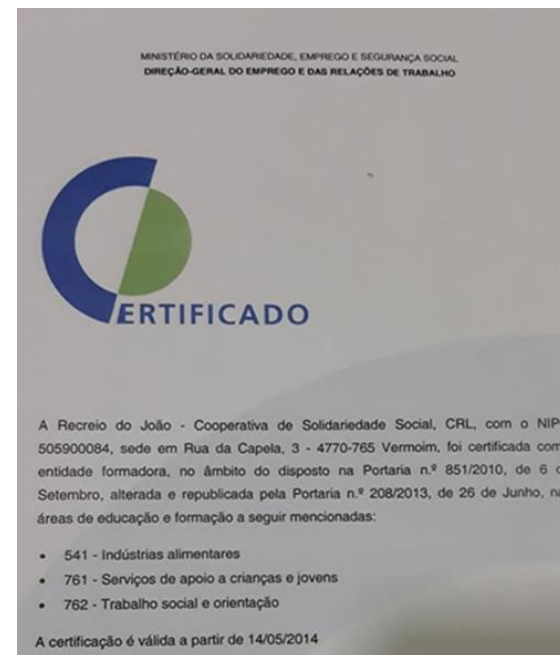 MINISTÉRIO DA SOLIDARIEDADE, EMPREGO E SEGURANÇA SOCIAL
DIREÇÃO-GERAL DO EMPREGO E DAS RELAÇÕES DE TRABALHO
CERTIFICADO
A Recreio do João - Cooperativa de Solidariedade Social, CRL, com o NIP
505900084, sede em Rua da Capela, 3 - 4770-765 Vermoim, foi certificada com
entidade formadora, no âmbito do disposto na Portaria n.º 851/2010, de 6 d
Setembro, alterada e republicada pela Portaria n.º 208/2013, de 26 de Junho, na
áreas de educação e formação a seguir mencionadas:
• 541 - Indústrias alimentares
• 761 - Serviços de apoio a crianças e jovens
• 762 - Trabalho social e orientação
A certificação é válida a partir de 14/05/2014